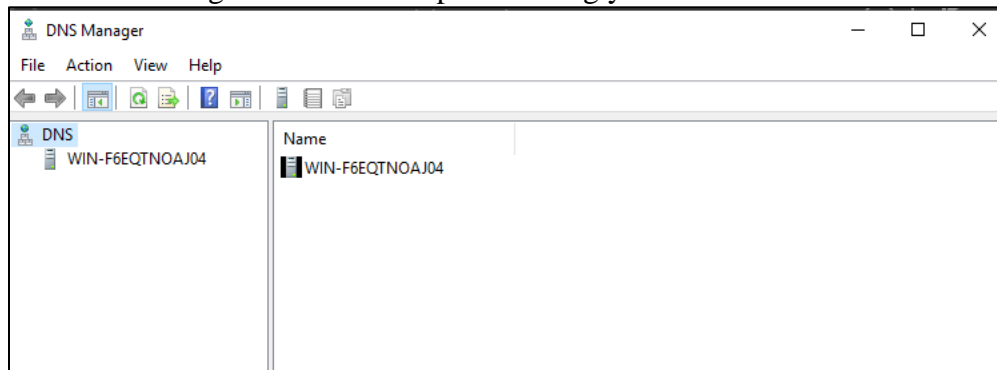 DNS Manager
File Action View Help
DNS
WIN-F6EQTNOAJ04
Name
WIN-F6EQTNOAJ04